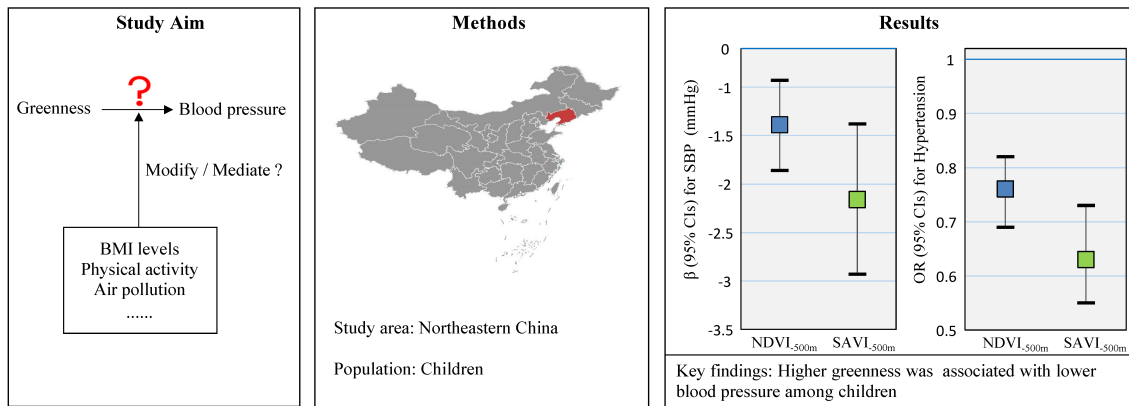 Study Aim
Greenness
?
Blood pressure
Modify / Mediate ?
BMI levels
Physical activity
Air pollution
......
Methods
Study area: Northeastern China
Population: Children
Results
β (95% CIs) for SBP (mmHg)
0
-1
-1.5
-2
-2.5
-3
-3.5
NDVI-500m
SAVI-500m
OR (95% CIs) for Hypertension
1
0.9
0.8
0.7
0.6
0.5
NDVI-500m
SAVI-500m
Key findings: Higher greenness was associated with lower
blood pressure among children